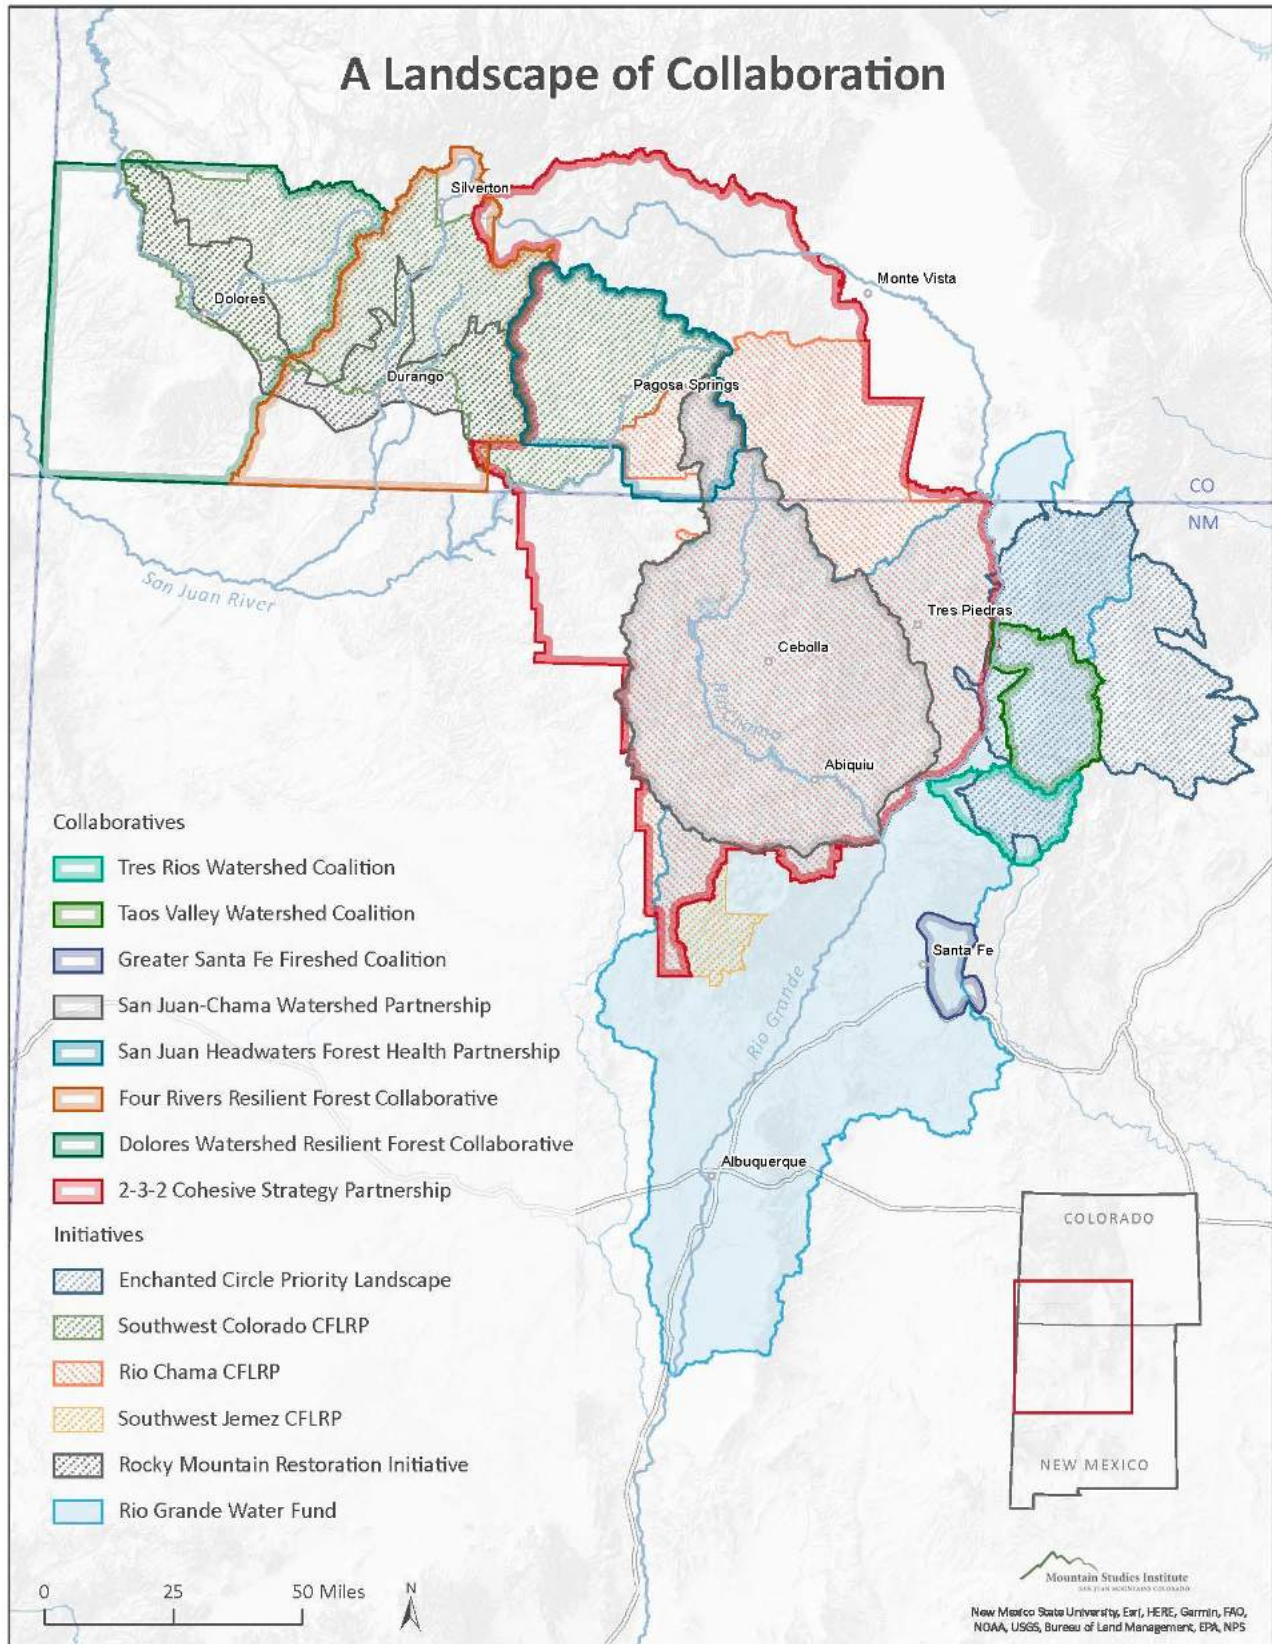 A Landscape of Collaboration
Silverton
Dolores
Monte Vista
Durango
Pagosa Springs
CO
NM
San Juan River
Tres Piedras
Cebolla
Rio Chama
Abiquiu
Collaboratives
Tres Rios Watershed Coalition
Taos Valley Watershed Coalition
Greater Santa Fe Fireshed Coalition
San Juan-Chama Watershed Partnership
San Juan Headwaters Forest Health Partnership
Four Rivers Resilient Forest Collaborative
Dolores Watershed Resilient Forest Collaborative
2-3-2 Cohesive Strategy Partnership
Initiatives
Enchanted Circle Priority Landscape
Southwest Colorado CFLRP
Rio Chama CFLRP
Southwest Jemez CFLRP
Rocky Mountain Restoration Initiative
Rio Grande Water Fund
Santa Fe
Rio Grande
Albuquerque
COLORADO
NEW MEXICO
0 25 50 Miles
N
Mountain Studies Institute
SAN JUAN MOUNTAINS COLORADO
New Mexico State University, Esri, HERE, Garmin, FAO,
NOAA, USGS, Bureau of Land Management, EPA, NPS